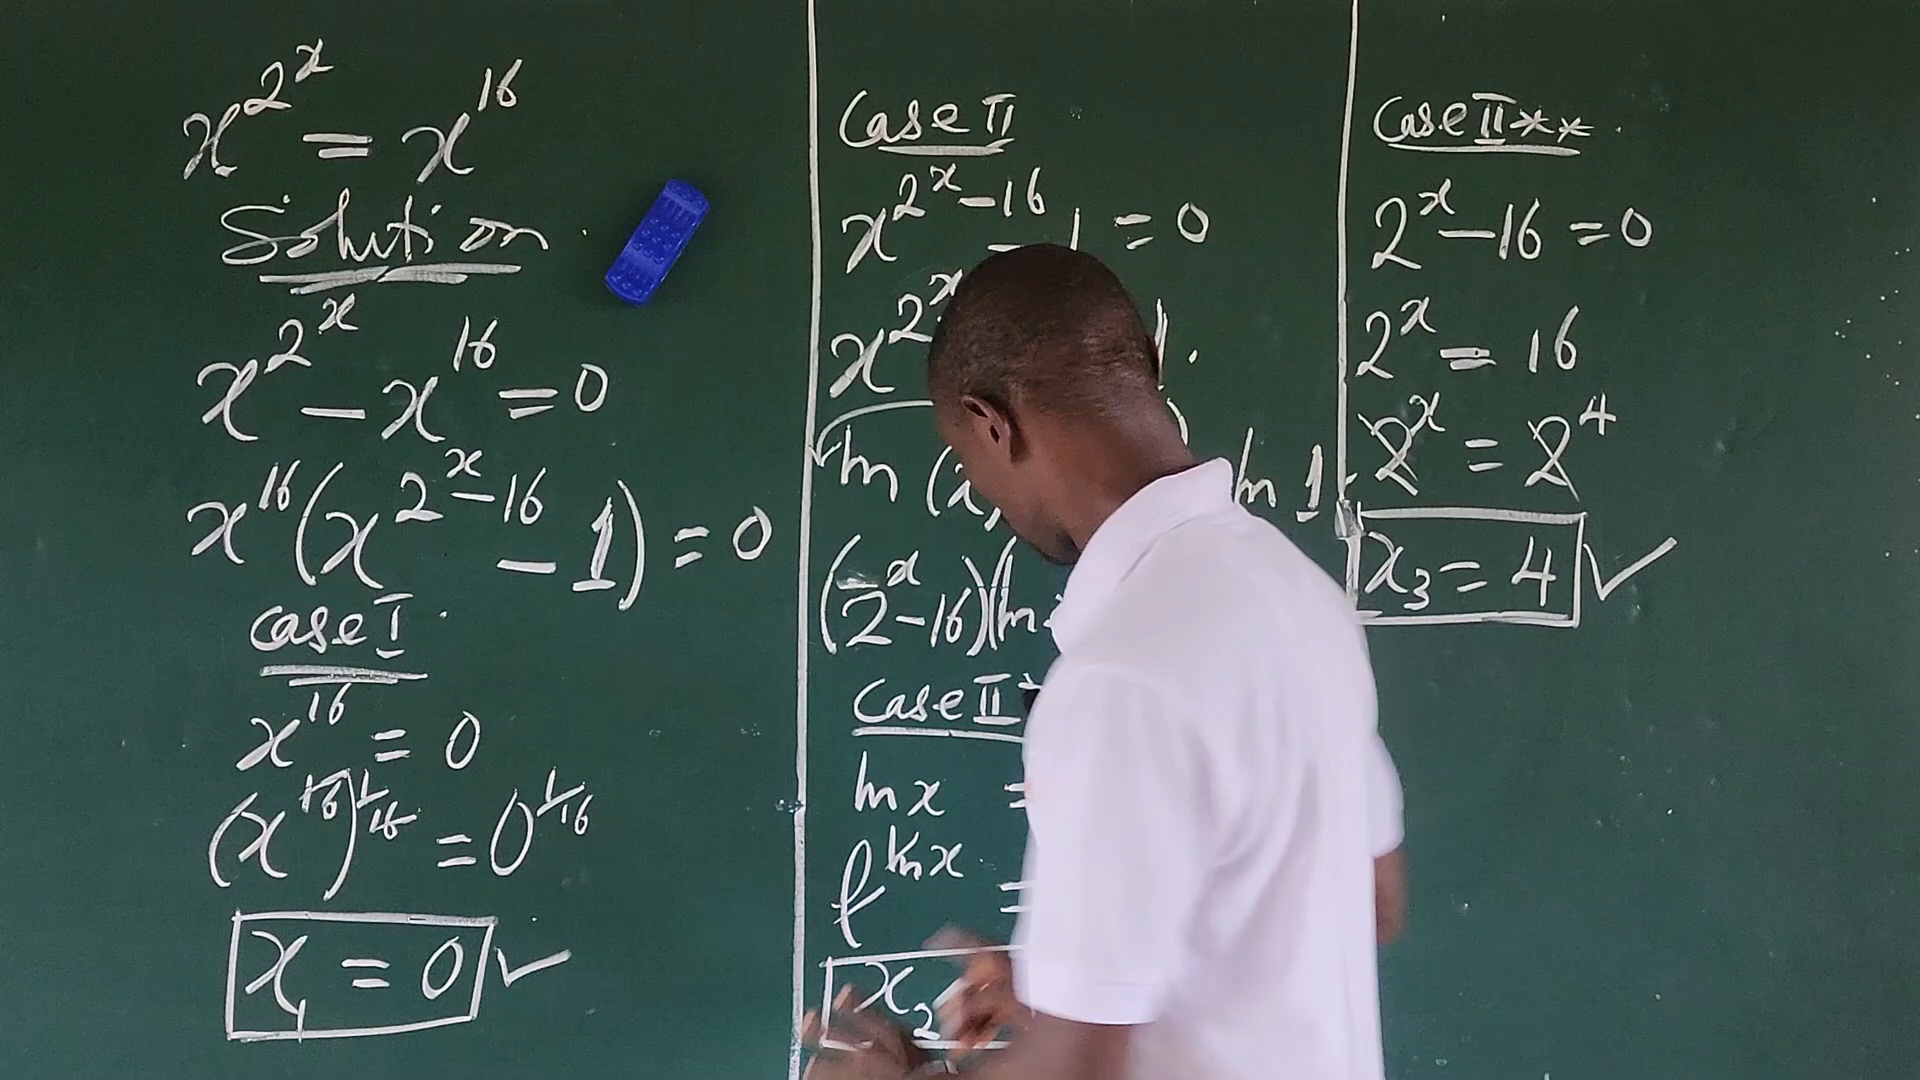 x^2^x = x^16
Solution
x^2^x - x^16 = 0
x^16(x^2^x-16 - 1) = 0
case I
x^16 = 0
(x^16)^1/16 = 0^1/16
x₁ = 0 ✓
Case II
x^2^x-16 - 1 = 0
x^2^x
ln ( ln 1
(2^x-16)(ln
Case II*
ln x =
e^ln x =
x₂
Case II**
2^x - 16 = 0
2^x = 16
2^x = 2^4
x₃ = 4 ✓